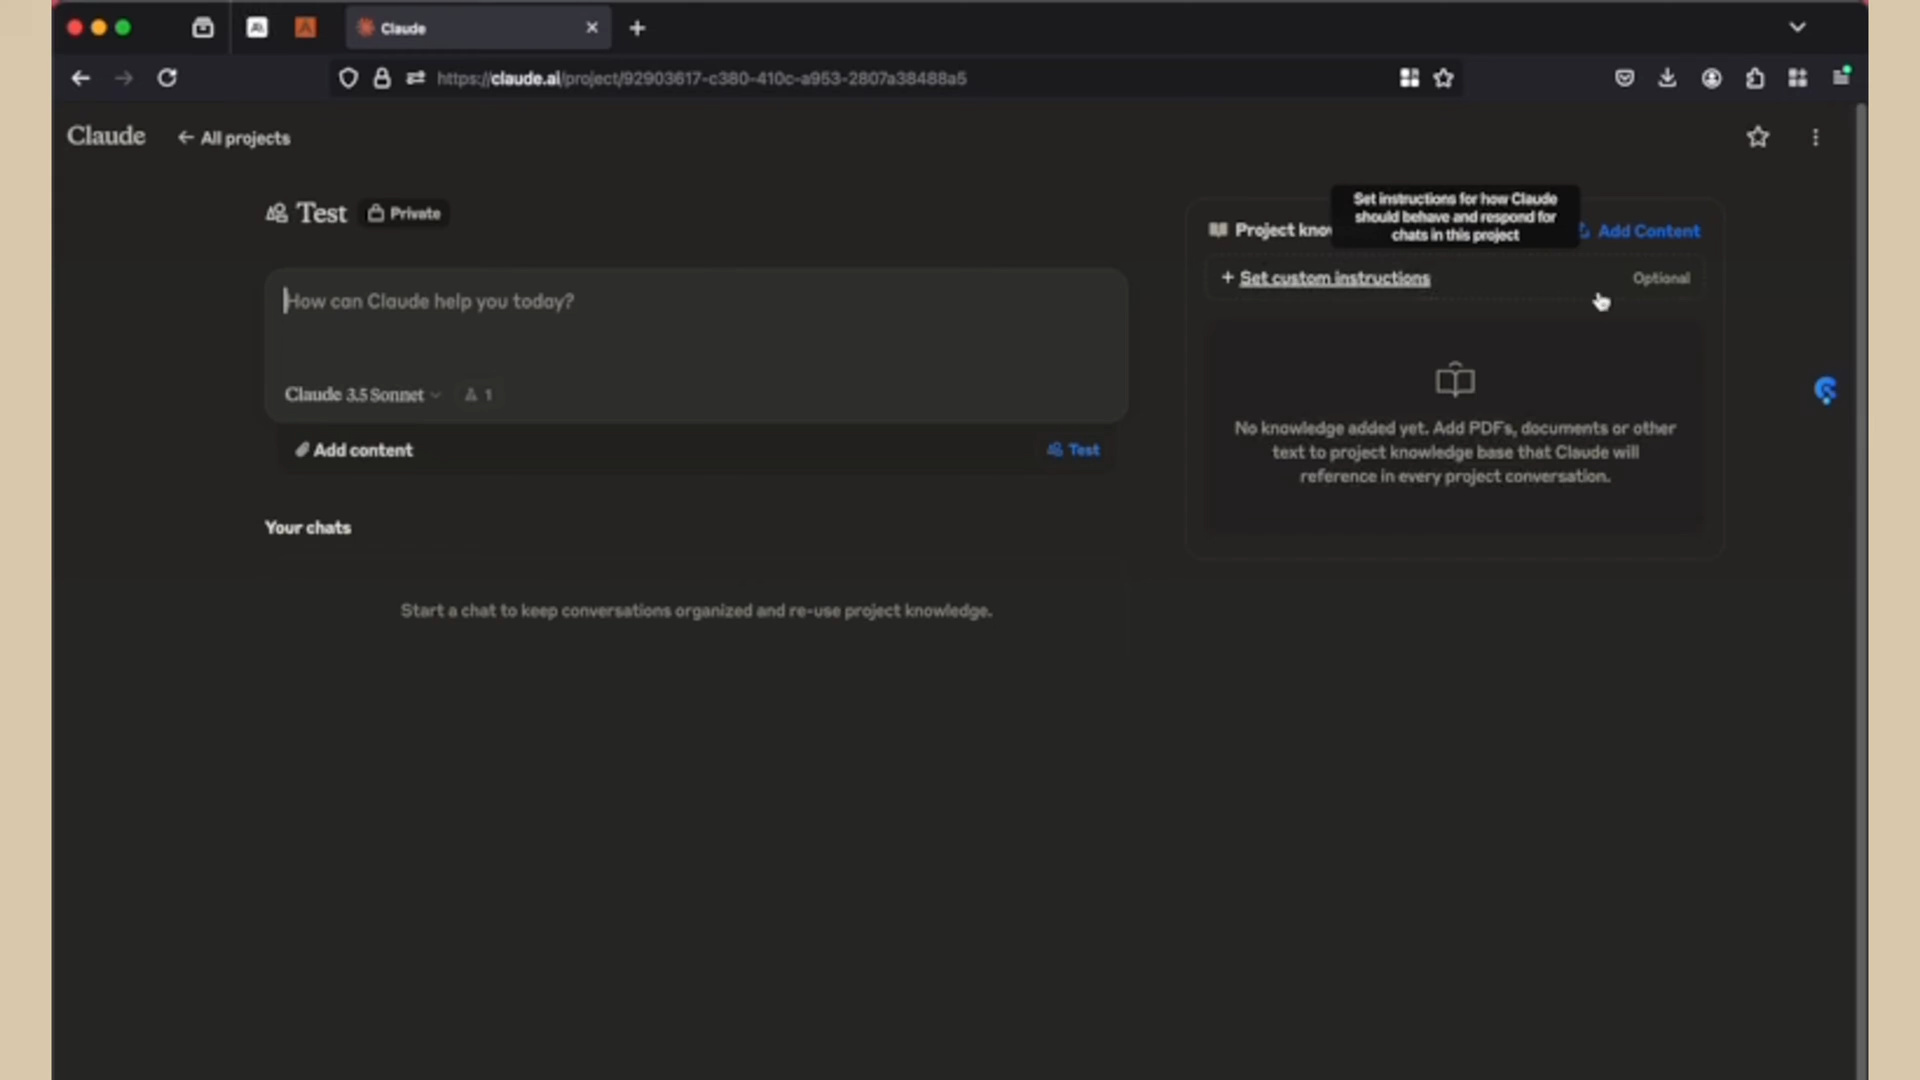 Claude
https://claude.ai/project/92903617-c380-410c-a953-2807a38488a5
Claude
← All projects
Test
Private
Set instructions for how Claude
should behave and respond for
chats in this project
Project
Add Content
+ Set custom instructions
Optional
How can Claude help you today?
Claude 3.5 Sonnet
1
Add content
Test
No knowledge added yet. Add PDFs, documents or other
text to project knowledge base that Claude will
reference in every project conversation.
Your chats
Start a chat to keep conversations organized and re-use project knowledge.